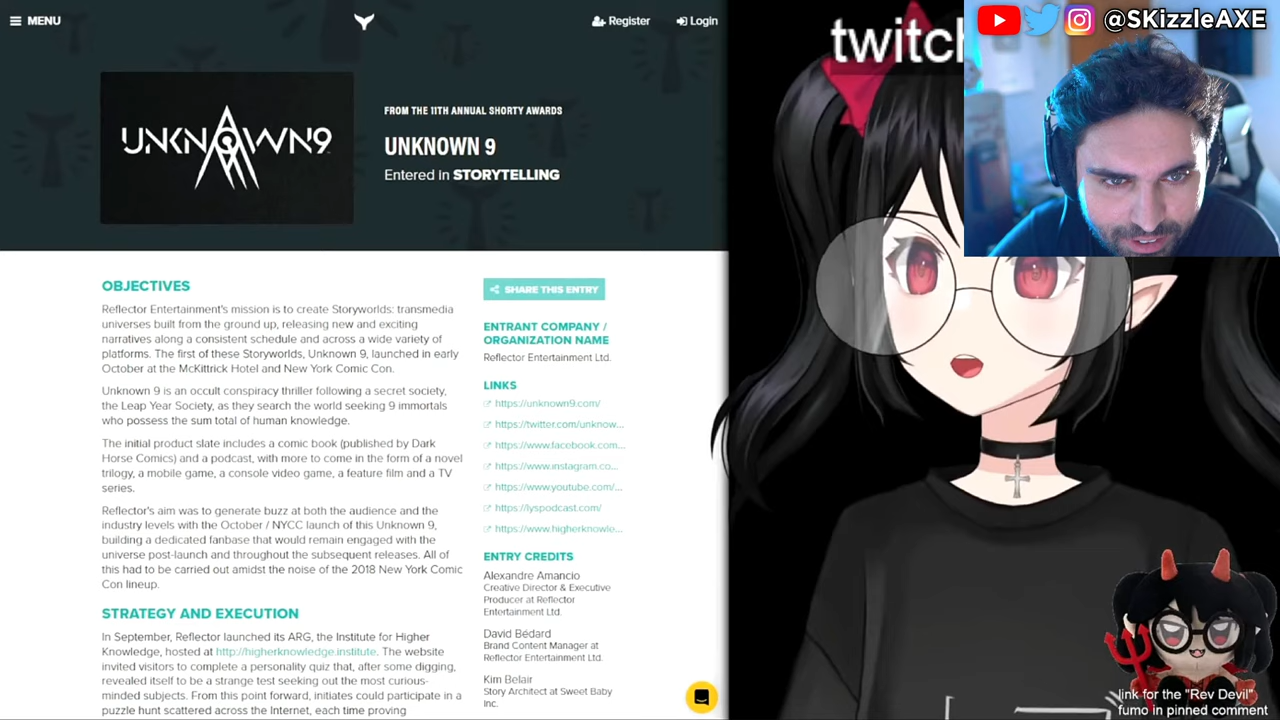 MENU
Register
Login
UNKNOWN9
FROM THE 11TH ANNUAL SHORTY AWARDS
UNKNOWN 9
Entered in STORYTELLING
OBJECTIVES
Reflector Entertainment's mission is to create Storyworlds: transmedia
universes built from the ground up, releasing new and exciting
narratives along a consistent schedule and across a wide variety of
platforms. The first of these Storyworlds, Unknown 9, launched in early
October at the McKittrick Hotel and New York Comic Con.
Unknown 9 is an occult conspiracy thriller following a secret society,
the Leap Year Society, as they search the world seeking 9 immortals
who possess the sum total of human knowledge.
The initial product slate includes a comic book (published by Dark
Horse Comics) and a podcast, with more to come in the form of a novel
trilogy, a mobile game, a console video game, a feature film and a TV
series.
Reflector's aim was to generate buzz at both the audience and the
industry levels with the October / NYCC launch of this Unknown 9,
building a dedicated fanbase that would remain engaged with the
universe post-launch and throughout the subsequent releases. All of
this had to be carried out amidst the noise of the 2018 New York Comic
Con lineup.
STRATEGY AND EXECUTION
In September, Reflector launched its ARG, the Institute for Higher
Knowledge, hosted at http://higherknowledge.institute. The website
invited visitors to complete a personality quiz that, after some digging,
revealed itself to be a strange test seeking out the most curious-
minded subjects. From this point forward, initiates could participate in a
puzzle hunt scattered across the Internet, each time proving
SHARE THIS ENTRY
ENTRANT COMPANY /
ORGANIZATION NAME
Reflector Entertainment Ltd.
LINKS
https://unknown9.com/
https://twitter.com/unknow...
https://www.facebook.com...
https://www.instagram.co...
https://www.youtube.com/...
https://lyspodcast.com/
https://www.higherknowle...
ENTRY CREDITS
Alexandre Amancio
Creative Director & Executive
Producer at Reflector
Entertainment Ltd.
David Bédard
Brand Content Manager at
Reflector Entertainment Ltd.
Kim Belair
Story Architect at Sweet Baby
Inc.
twitch
@SKizzleAXE
link for the "Rev Devil"
fumo in pinned comment